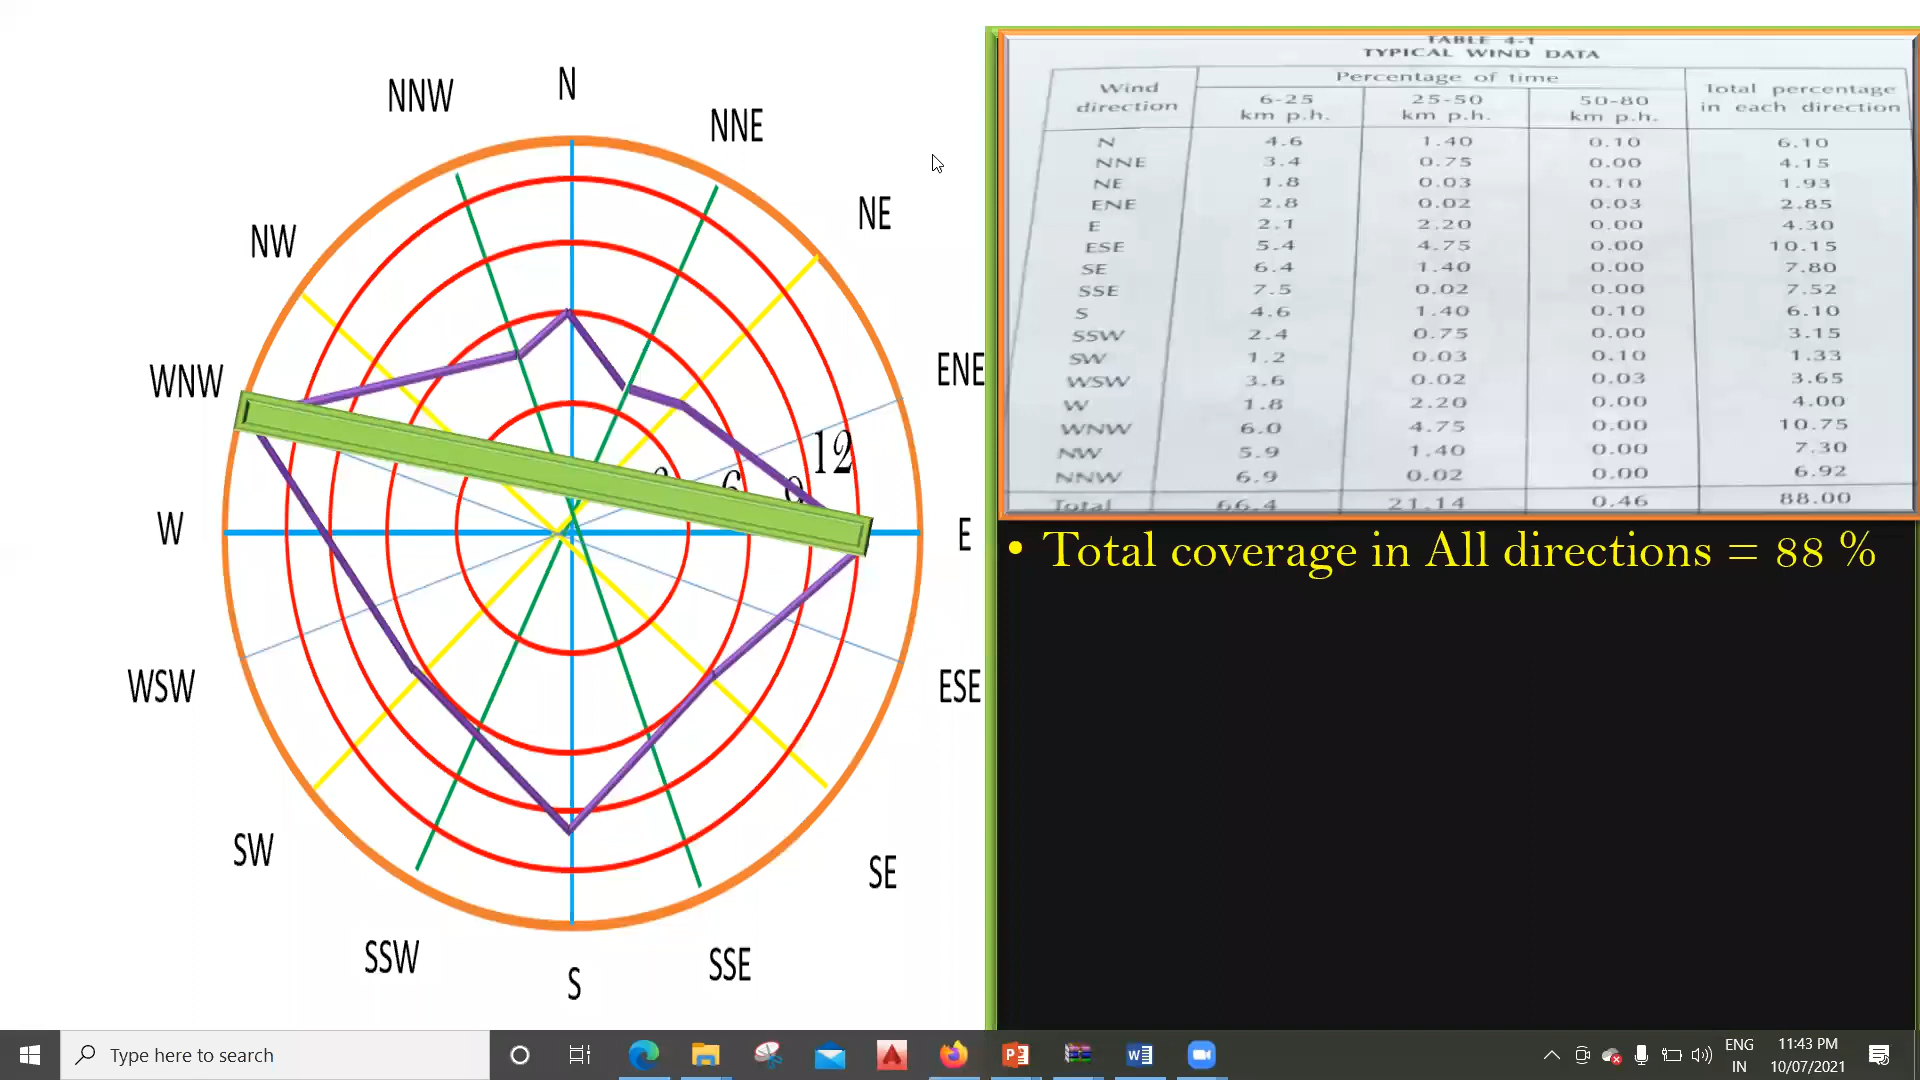 N
NNW
NNE
NE
NW
ENE
WNW
12
W
E
WSW
ESE
SW
SE
SSW
SSE
S
TABLE 4-1
TYPICAL WIND DATA
Wind direction Percentage of time Total percentage in each direction
6-25 km p.h. 25-50 km p.h. 50-80 km p.h.
N 4.6 1.40 0.10 6.10
NNE 3.4 0.75 0.00 4.15
NE 1.8 0.03 0.10 1.93
ENE 2.8 0.02 0.03 2.85
E 2.1 2.20 0.00 4.30
ESE 5.4 4.75 0.00 10.15
SE 6.4 1.40 0.00 7.80
SSE 7.5 0.02 0.00 7.52
S 4.6 1.40 0.10 6.10
SSW 2.4 0.75 0.00 3.15
SW 1.2 0.03 0.10 1.33
WSW 3.6 0.02 0.03 3.65
W 1.8 2.20 0.00 4.00
WNW 6.0 4.75 0.00 10.75
NW 5.9 1.40 0.00 7.30
NNW 6.9 0.02 0.00 6.92
Total 66.4 21.14 0.46 88.00
• Total coverage in All directions = 88 %
Type here to search
ENG
IN
11:43 PM
10/07/2021